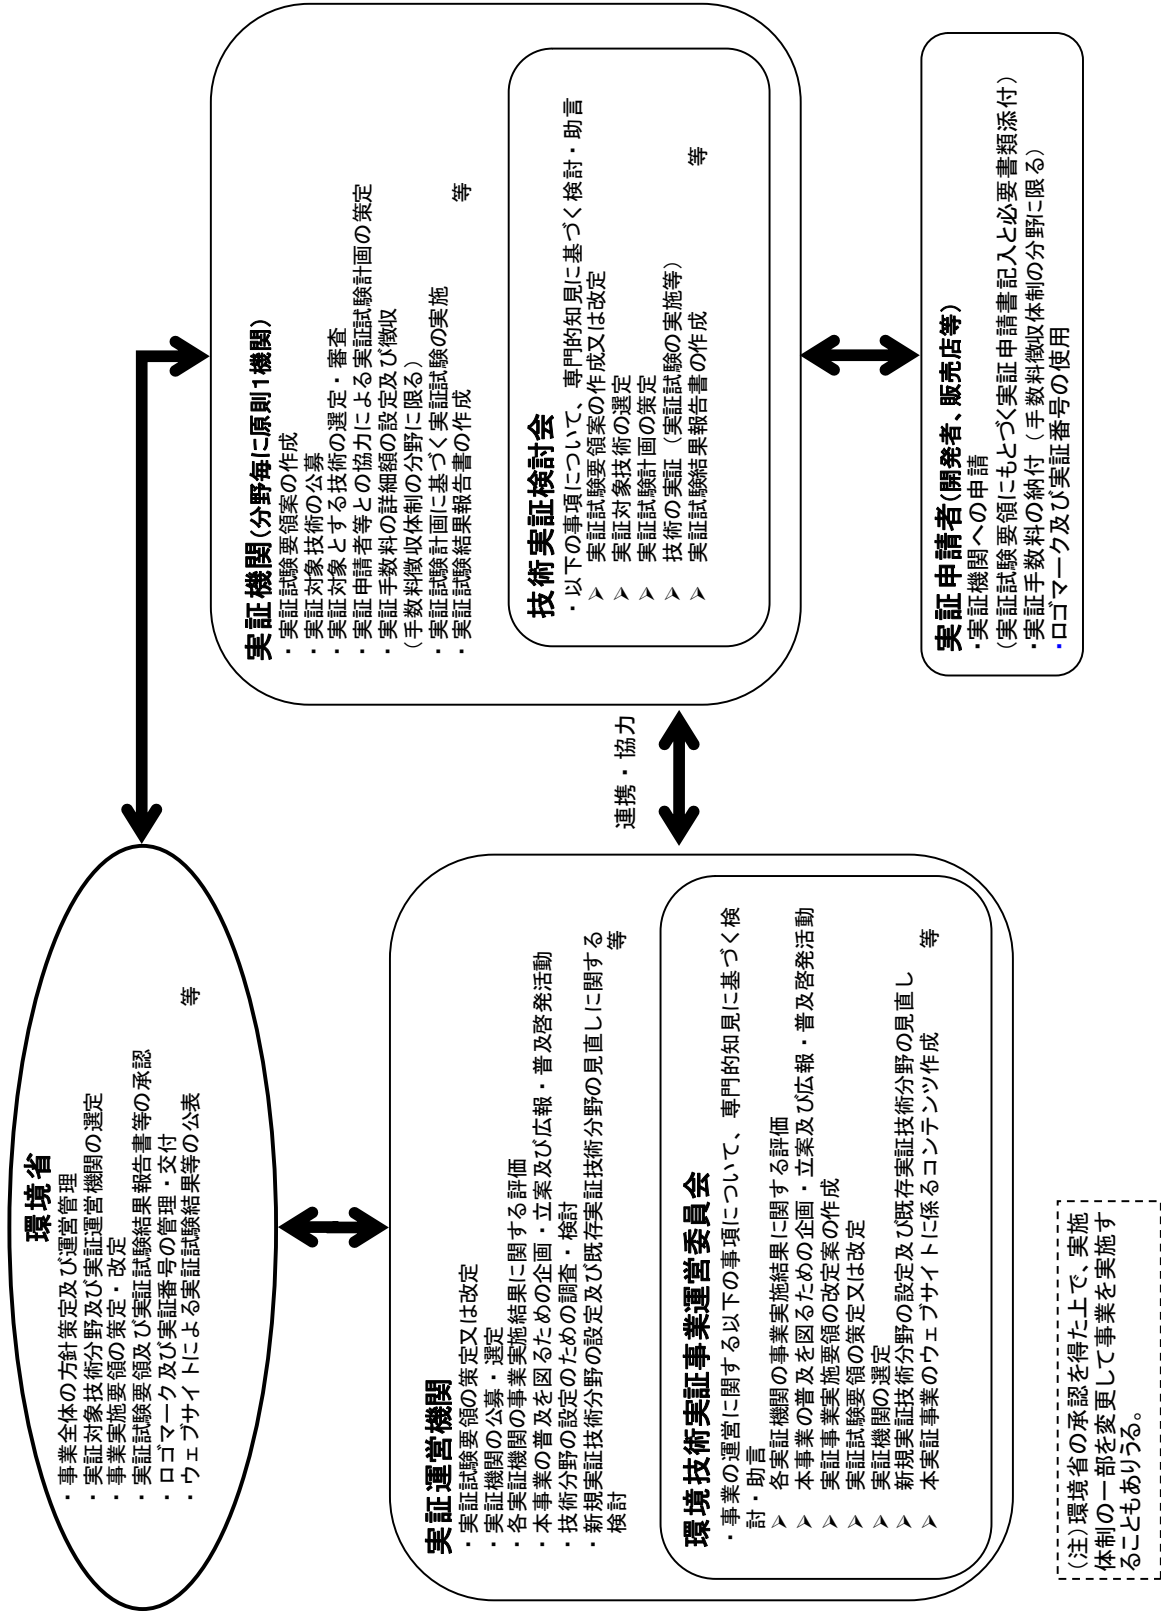 環境省
・事業全体の方針策定及び運営管理
・実証対象技術分野及び実証運営機関の選定
・事業実施要領の策定・改定
・実証試験要領及び実証試験結果報告書等の承認
・ロゴマーク及び実証番号の管理・交付
・ウェブサイトによる実証試験結果等の公表
等
実証運営機関
・実証試験要領の策定又は改定
・実証機関の公募・選定
・各実証機関の事業実施結果に関する評価
・本事業の普及を図るための企画・立案及び広報・普及啓発活動
・技術分野の設定のための調査・検討
・新規実証技術分野の設定及び既存実証技術分野の見直しに関する
検討
等
環境技術実証事業運営委員会
・事業の運営に関する以下の事項について、専門的知見に基づく検
討・助言
➢ 各実証機関の事業実施結果に関する評価
➢ 本事業の普及を図るための企画・立案及び広報・普及啓発活動
➢ 実証事業実施要領の改定案の作成
➢ 実証試験要領の策定又は改定
➢ 実証機関の選定
➢ 新規実証技術分野の設定及び既存実証技術分野の見直し
➢ 本実証事業のウェブサイトに係るコンテンツ作成
等
連携・協力
実証機関(分野毎に原則1機関)
・実証試験要領案の作成
・実証対象技術の公募
・実証対象とする技術の選定・審査
・実証申請者等との協力による実証試験計画の策定
・実証手数料の詳細額の設定及び徴収
(手数料徴収体制の分野に限る)
・実証試験計画に基づく実証試験の実施
・実証試験結果報告書の作成
等
技術実証検討会
・以下の事項について、専門的知見に基づく検討・助言
➢ 実証試験要領案の作成又は改定
➢ 実証対象技術の選定
➢ 実証試験計画の策定
➢ 技術の実証(実証試験の実施等)
➢ 実証試験結果報告書の作成
等
実証申請者(開発者、販売店等)
・実証機関への申請
(実証試験要領にもとづく実証申請書記入と必要書類添付)
・実証手数料の納付(手数料徴収体制の分野に限る)
・ロゴマーク及び実証番号の使用
(注)環境省の承認を得た上で、実施
体制の一部を変更して事業を実施す
ることもありうる。